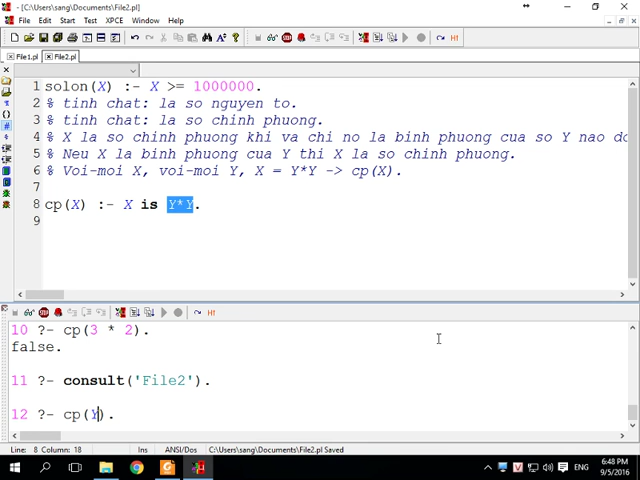 [C:\Users\sang\Documents\File2.pl]
File Edit Start Test XPCE Window Help
File1.pl File2.pl
1 solon(X) :- X >= 1000000.
2 % tinh chat: la so nguyen to.
3 % tinh chat: la so chinh phuong.
4 % X la so chinh phuong khi va chi no la binh phuong cua so Y nao do
5 % Neu X la binh phuong cua Y thi X la so chinh phuong.
6 % Voi-moi X, voi-moi Y, X = Y*Y -> cp(X).
7
8 cp(X) :- X is Y*Y.
9
10 ?- cp(3 * 2).
false.
11 ?- consult('File2').
12 ?- cp(Y).
Line: 8 Column: 18 Ins ANSI/Dos C:\Users\sang\Documents\File2.pl Saved
ENG 6:48 PM
9/5/2016